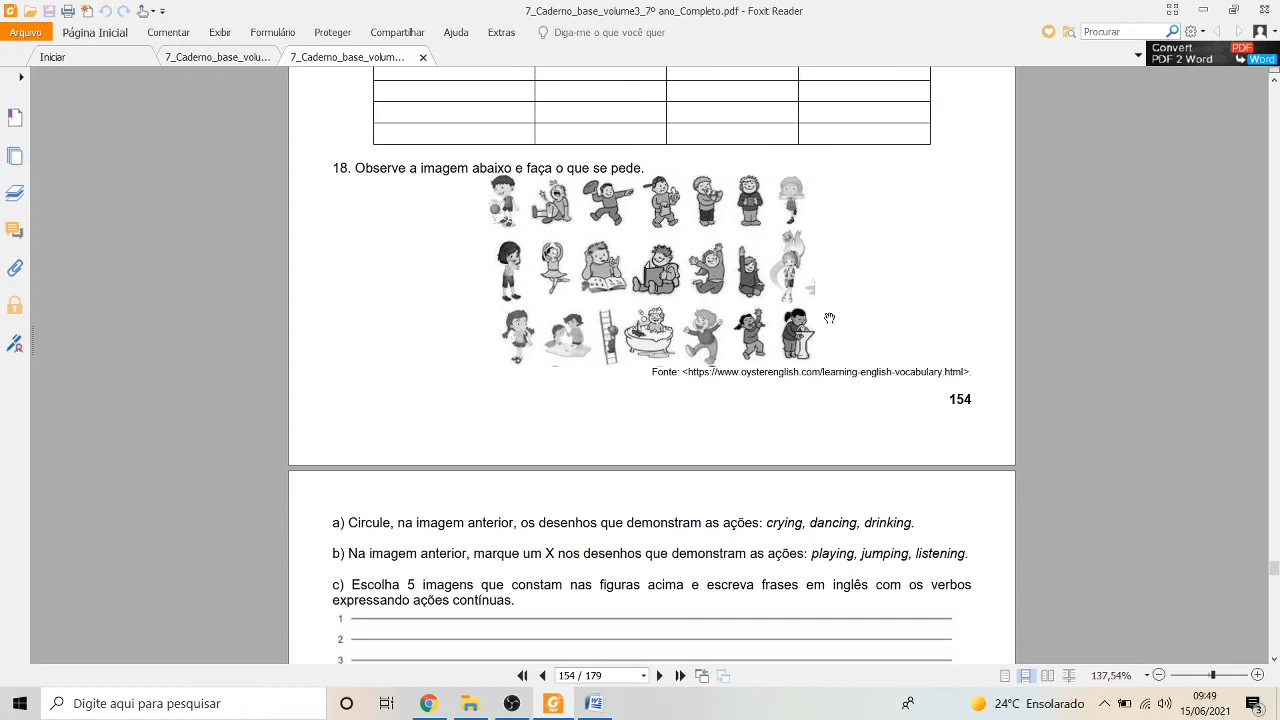 7_Caderno_base_volume3_7º ano_Completo.pdf - Foxit Reader
Arquivo Página Inicial Comentar Exibir Formulário Proteger Compartilhar Ajuda Extras Diga-me o que você quer Procurar
Iniciar 7_Caderno_base_volu... 7_Caderno_base_volum...
Convert PDF
PDF 2 Word Word
18. Observe a imagem abaixo e faça o que se pede.
Fonte: <https://www.oysterenglish.com/learning-english-vocabulary.html>.
154
a) Circule, na imagem anterior, os desenhos que demonstram as ações: crying, dancing, drinking.
b) Na imagem anterior, marque um X nos desenhos que demonstram as ações: playing, jumping, listening.
c) Escolha 5 imagens que constam nas figuras acima e escreva frases em inglês com os verbos
expressando ações contínuas.
1
2
3
154 / 179 137,54%
Digite aqui para pesquisar 24°C Ensolarado 09:49
15/06/2021 3